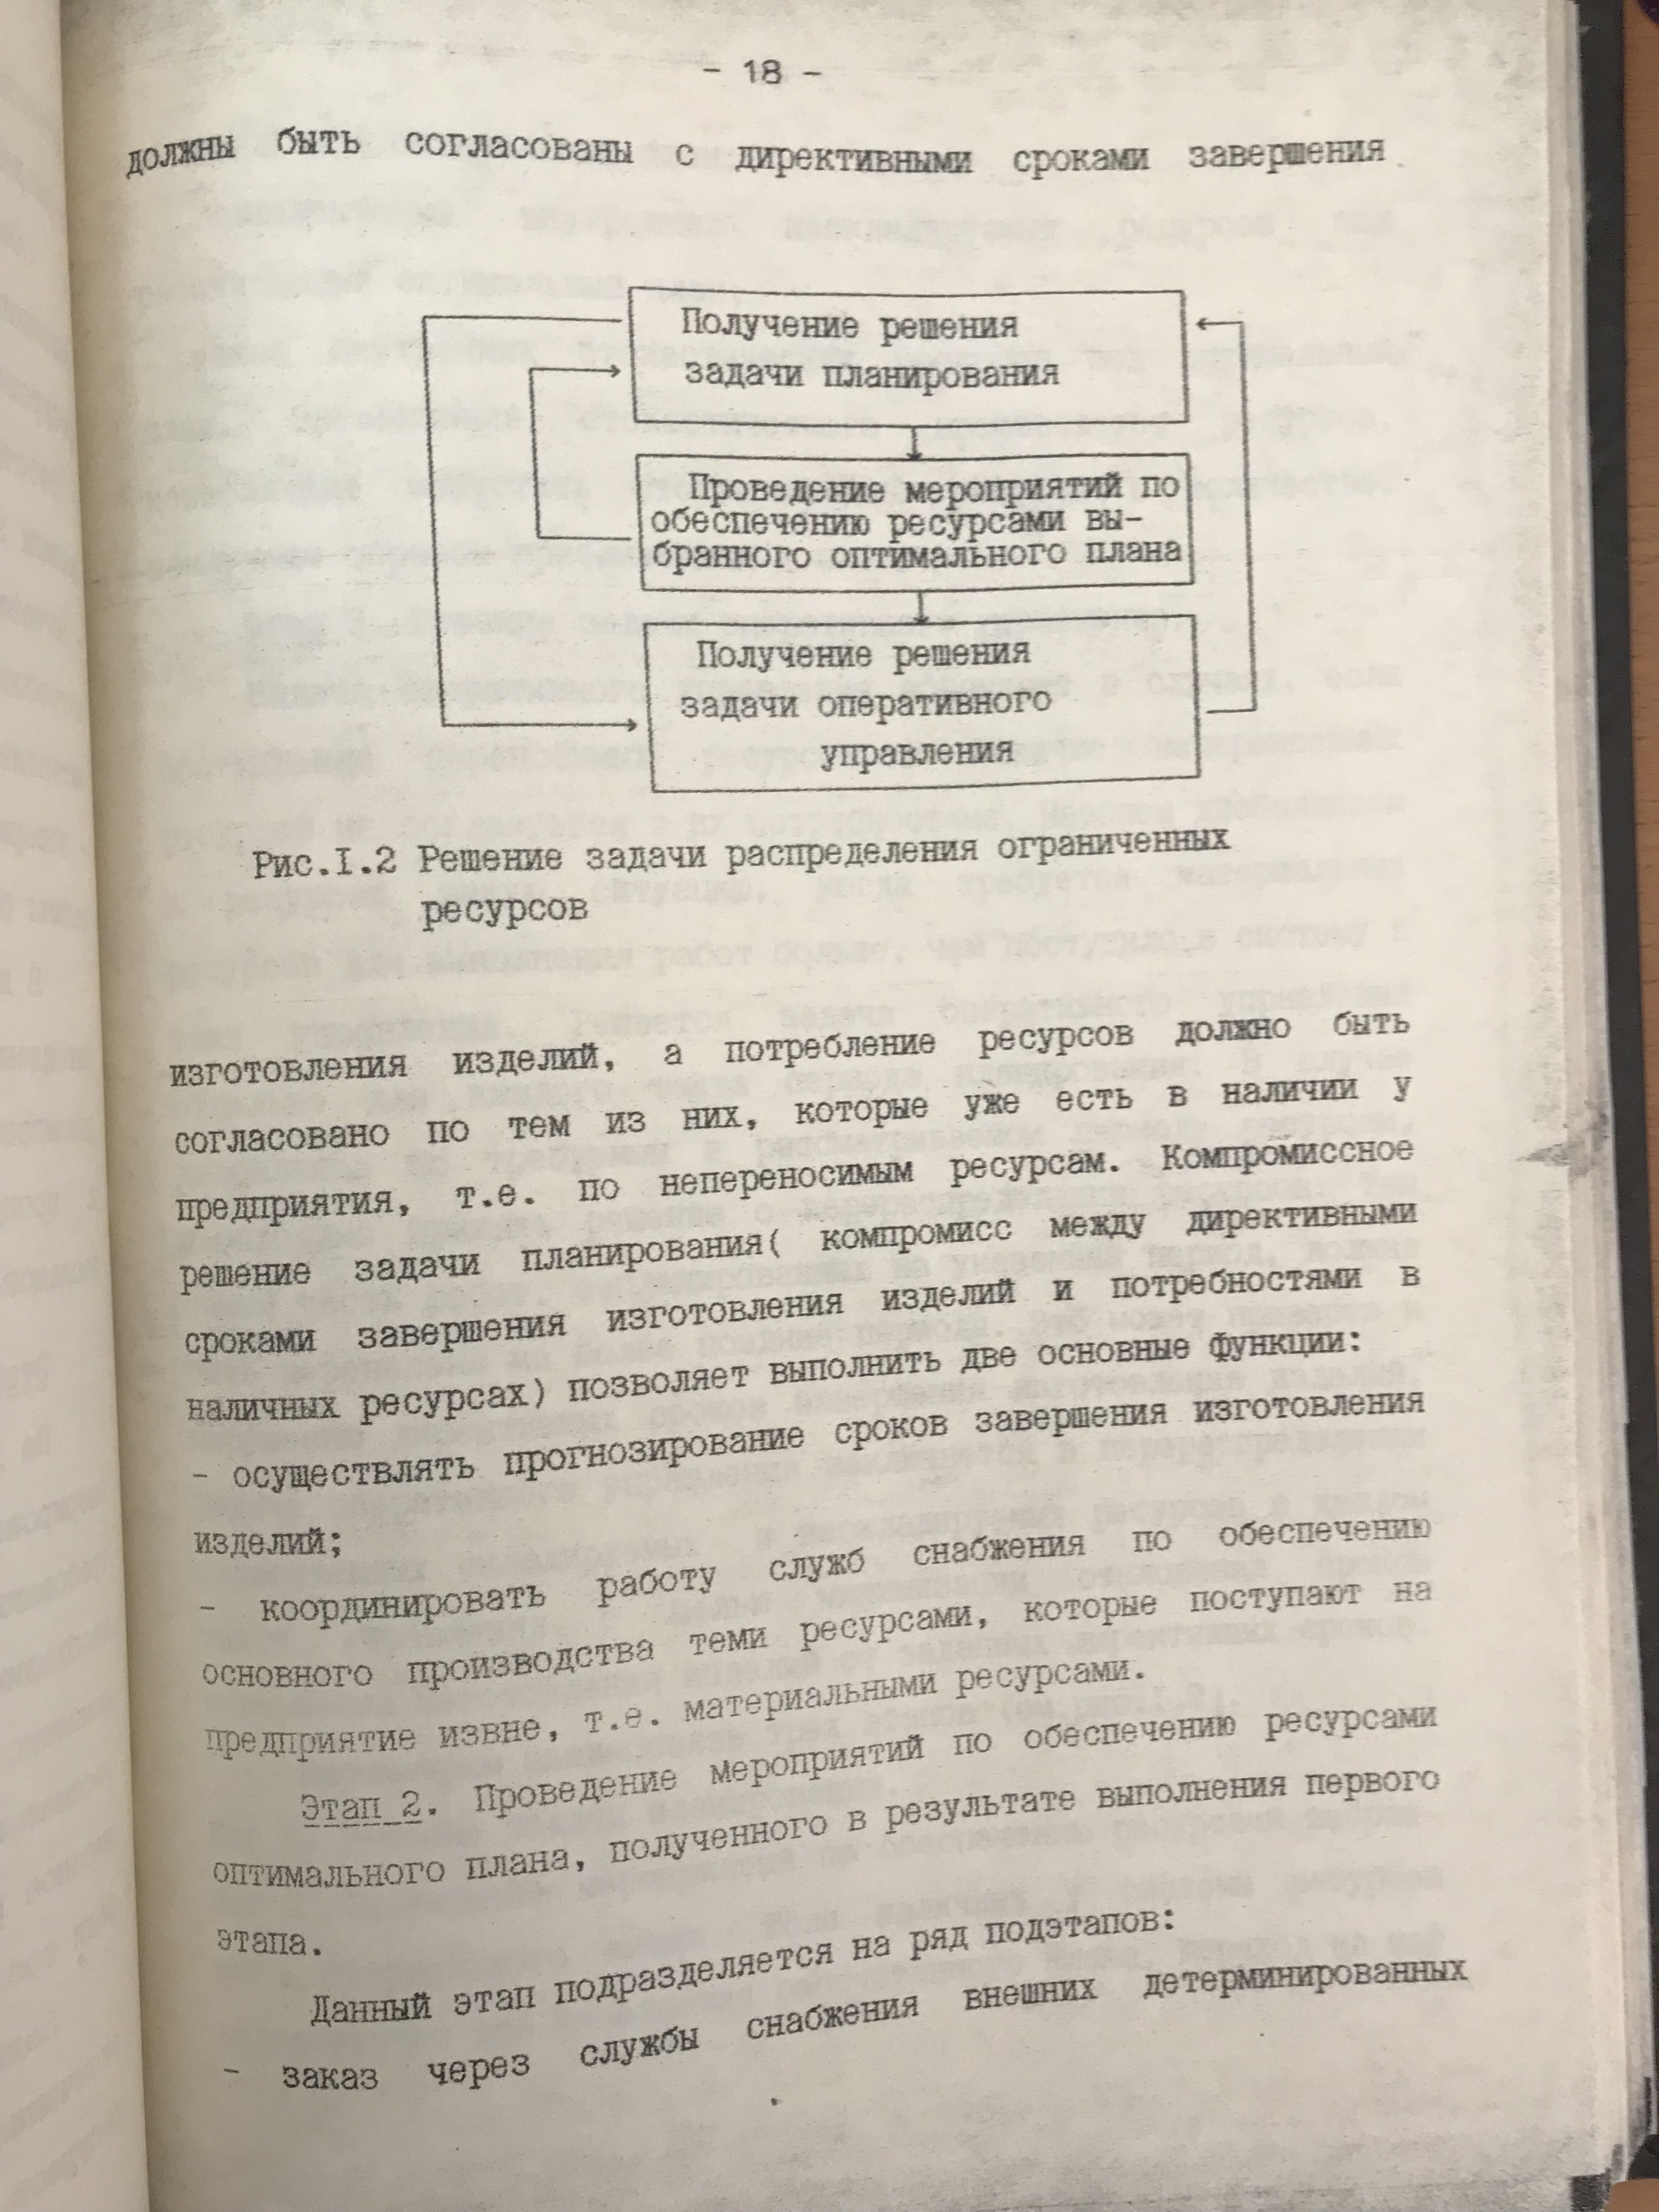 - 18 -
должны быть согласованы с директивными сроками завершения
Получение решения
задачи планирования
Проведение мероприятий по
обеспечению ресурсами вы-
бранного оптимального плана
Получение решения
задачи оперативного
управления
Рис.I.2 Решение задачи распределения ограниченных
ресурсов
изготовления изделий, а потребление ресурсов должно быть
согласовано по тем из них, которые уже есть в наличии у
предприятия, т.е. по непереносимым ресурсам. Компромиссное
решение задачи планирования( компромисс между директивными
сроками завершения изготовления изделий и потребностями в
наличных ресурсах) позволяет выполнить две основные функции:
- осуществлять прогнозирование сроков завершения изготовления
изделий;
- координировать работу служб снабжения по обеспечению
основного производства теми ресурсами, которые поступают на
предприятие извне, т.е. материальными ресурсами.
Этап 2. Проведение мероприятий по обеспечению ресурсами
оптимального плана, полученного в результате выполнения первого
этапа.
Данный этап подразделяется на ряд подэтапов:
- заказ через службы снабжения внешних детерминированных